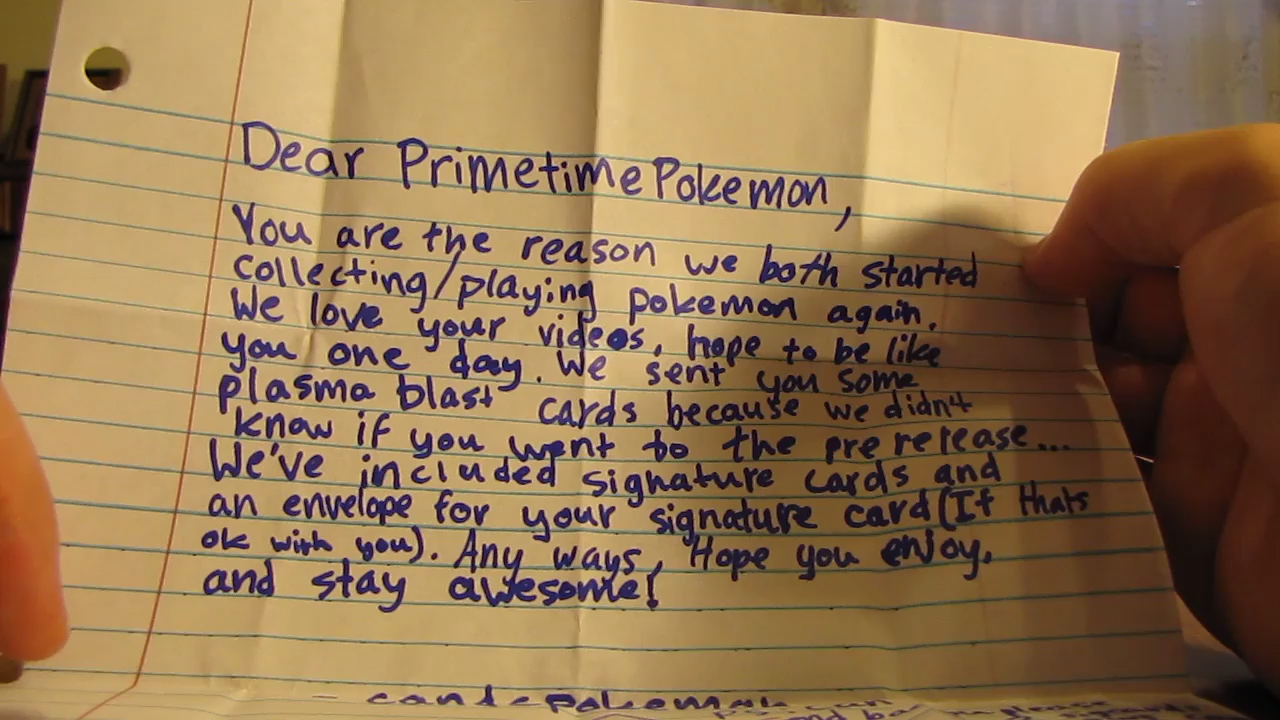 Dear Primetime Pokemon,
You are the reason we both started
collecting/playing pokemon again.
We love your videos, hope to be like
you one day. We sent you some
plasma blast cards because we didn't
know if you went to the pre release...
We've included signature cards and
an envelope for your signature card (If thats
ok with you). Any ways, Hope you enjoy,
and stay awesome!